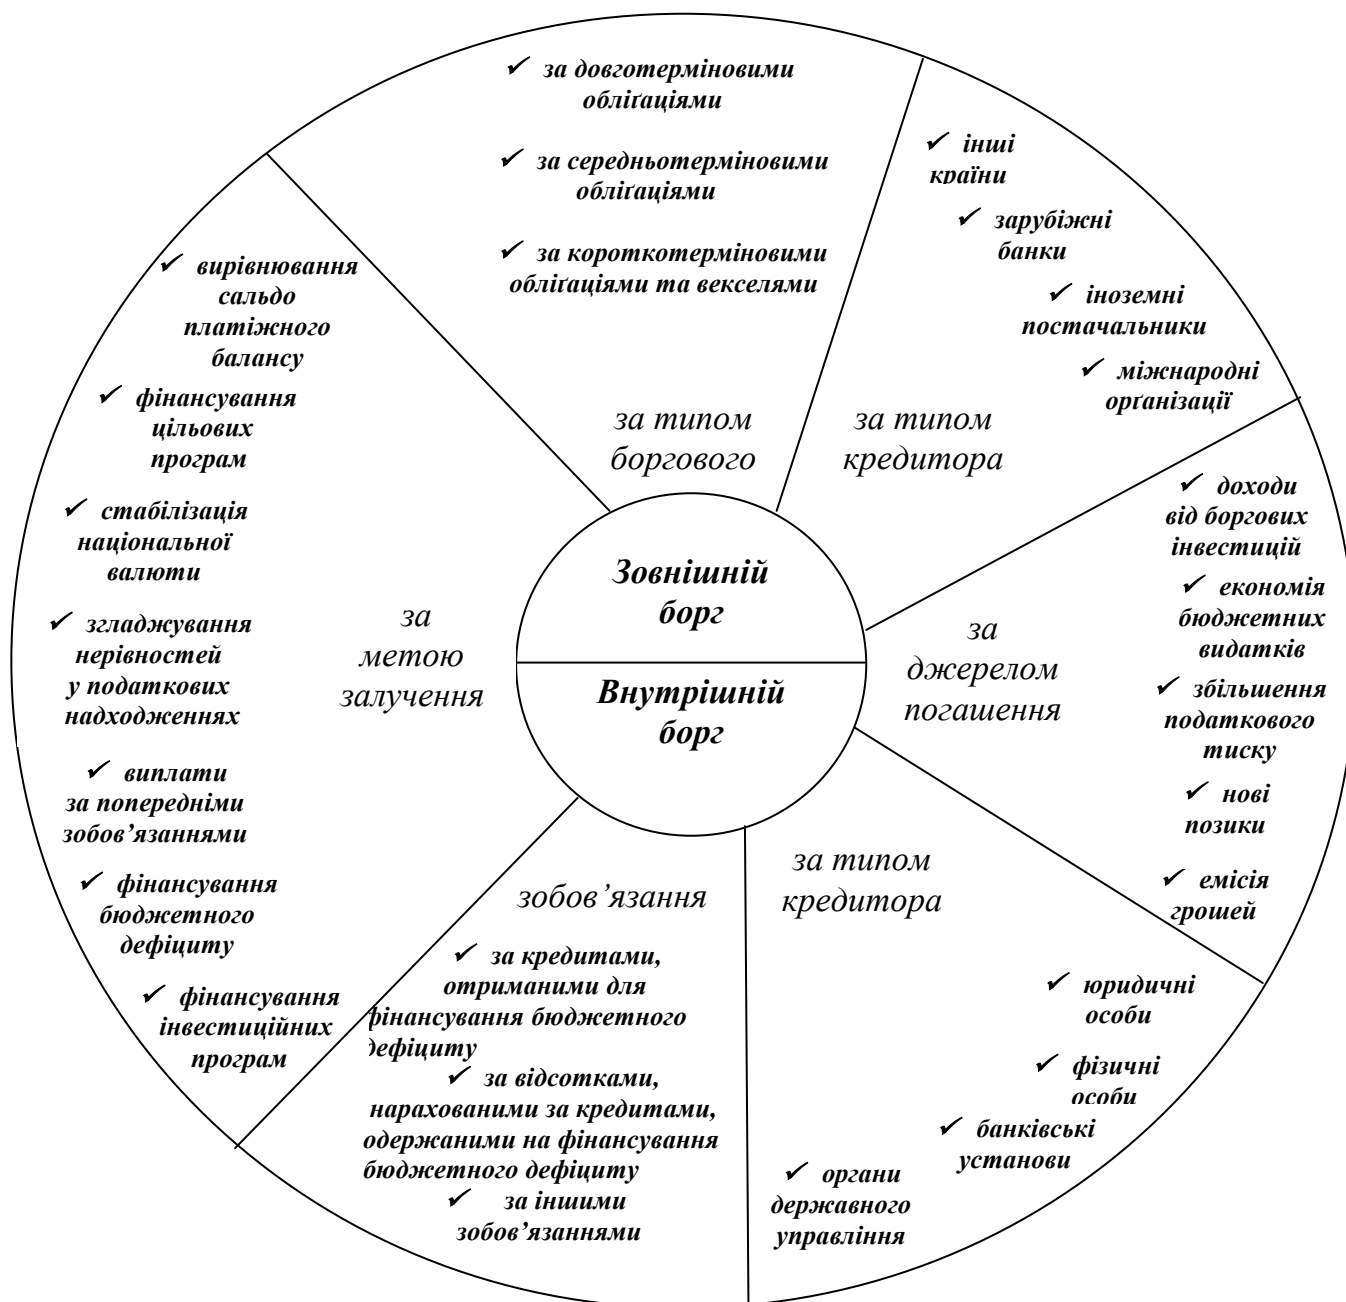 ✓ за довготерміновими
обліґаціями
✓ за середньотерміновими
обліґаціями
✓ за короткотерміновими
обліґаціями та векселями
за типом
боргового
✓ інші
країни
✓ зарубіжні
банки
✓ іноземні
постачальники
✓ міжнародні
орґанізації
за типом
кредитора
✓ доходи
від боргових
інвестицій
✓ економія
бюджетних
видатків
✓ збільшення
податкового
тиску
✓ нові
позики
✓ емісія
грошей
за
джерелом
погашення
✓ юридичні
особи
✓ фізичні
особи
✓ банківські
установи
✓ органи
державного
управління
за типом
кредитора
зобов’язання
✓ за кредитами,
отриманими для
фінансування бюджетного
дефіциту
✓ за відсотками,
нарахованими за кредитами,
одержаними на фінансування
бюджетного дефіциту
✓ за іншими
зобов’язаннями
✓ вирівнювання
сальдо
платіжного
балансу
✓ фінансування
цільових
програм
✓ стабілізація
національної
валюти
✓ згладжування
нерівностей
у податкових
надходженнях
✓ виплати
за попередніми
зобов’язаннями
✓ фінансування
бюджетного
дефіциту
✓ фінансування
інвестиційних
програм
за
метою
залучення
Зовнішній
борг
Внутрішній
борг